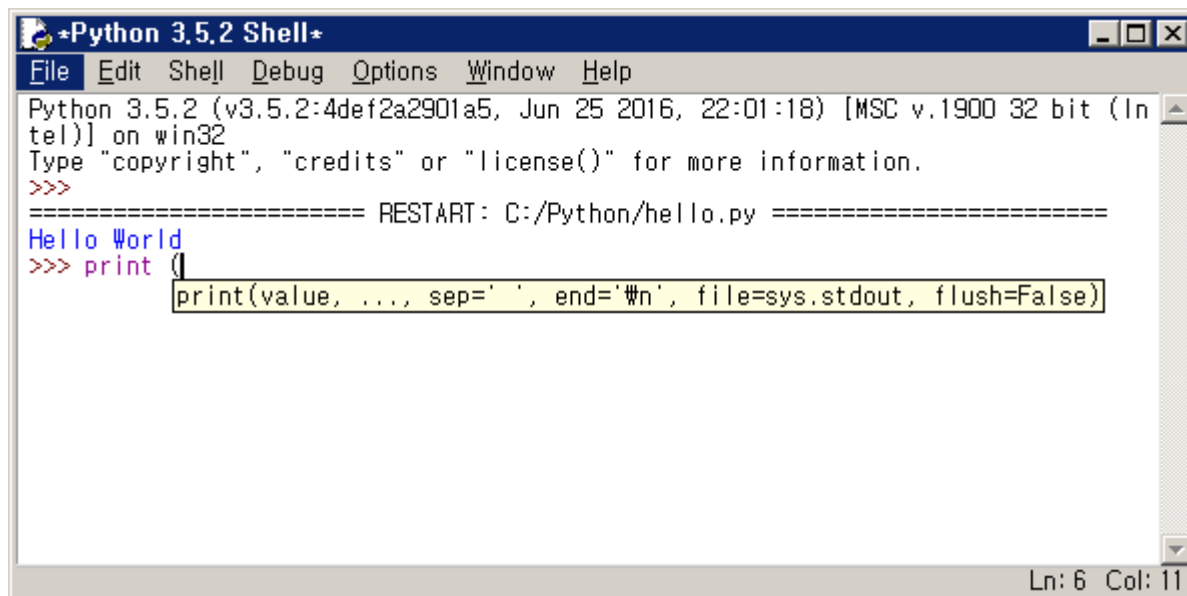 *Python 3.5.2 Shell*
File Edit Shell Debug Options Window Help
Python 3.5.2 (v3.5.2:4def2a2901a5, Jun 25 2016, 22:01:18) [MSC v.1900 32 bit (In
tel)] on win32
Type "copyright", "credits" or "license()" for more information.
>>>
======================== RESTART: C:/Python/hello.py ========================
Hello World
>>> print (
print(value, ..., sep=' ', end='₩n', file=sys.stdout, flush=False)
Ln: 6 Col: 11